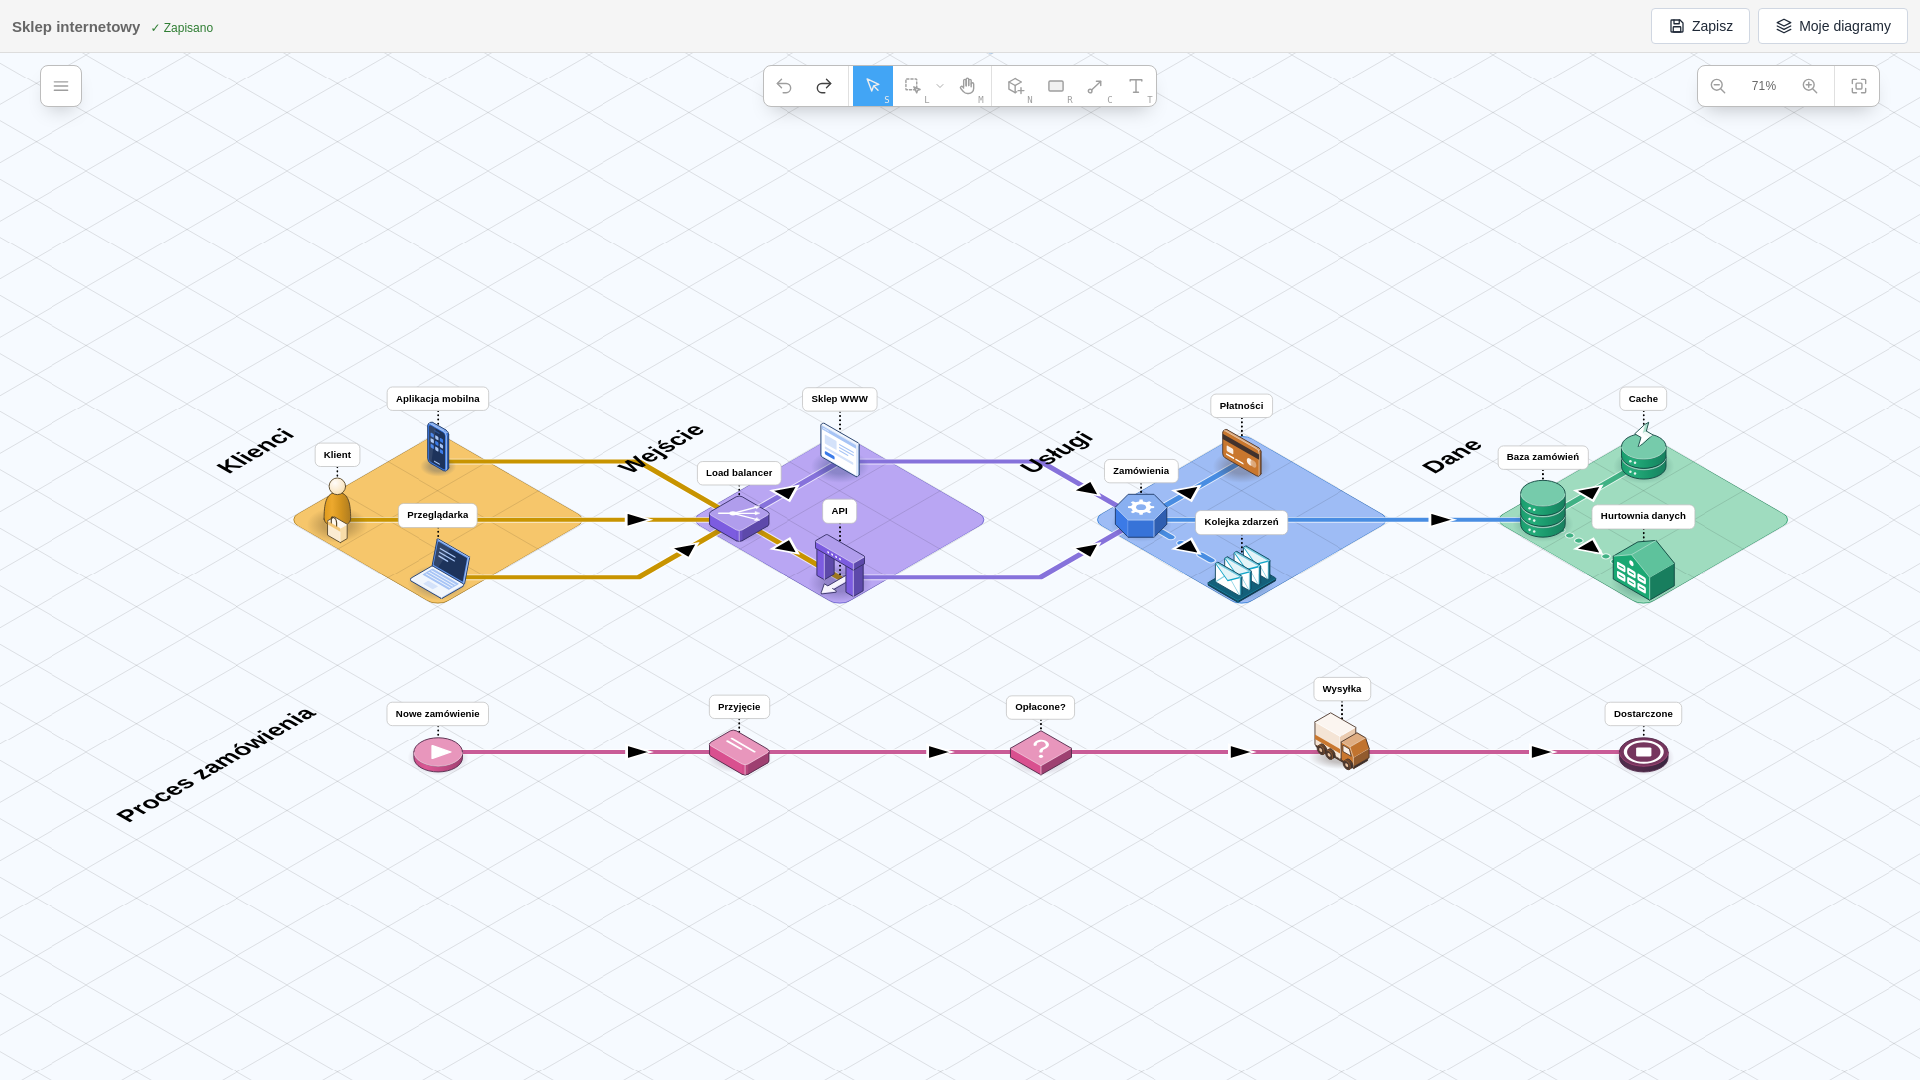 Sklep internetowy ✓ Zapisano
Zapisz
Moje diagramy
S
L
M
N
R
C
T
71%
Klienci
Klient
Aplikacja mobilna
Przeglądarka
Wejście
Load balancer
Sklep WWW
API
Usługi
Zamówienia
Płatności
Kolejka zdarzeń
Dane
Baza zamówień
Cache
Hurtownia danych
Proces zamówienia
Nowe zamówienie
Przyjęcie
Opłacone?
?
Wysyłka
Dostarczone